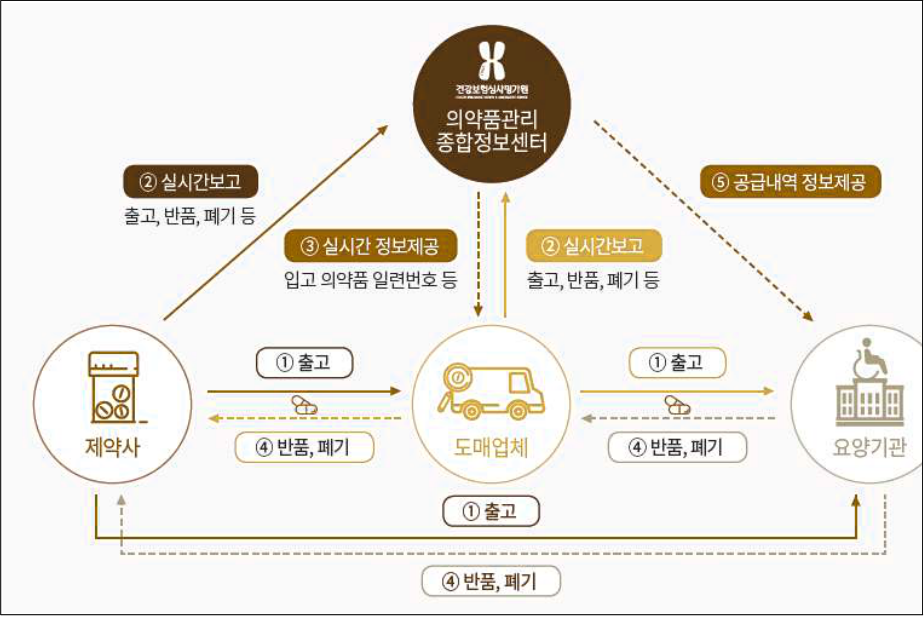 건강보험심사평가원
의약품관리
종합정보센터
② 실시간보고
출고, 반품, 폐기 등
⑤ 공급내역 정보제공
③ 실시간 정보제공
입고 의약품 일련번호 등
② 실시간보고
출고, 반품, 폐기 등
① 출고
① 출고
제약사
④ 반품, 폐기
도매업체
④ 반품, 폐기
요양기관
① 출고
④ 반품, 폐기